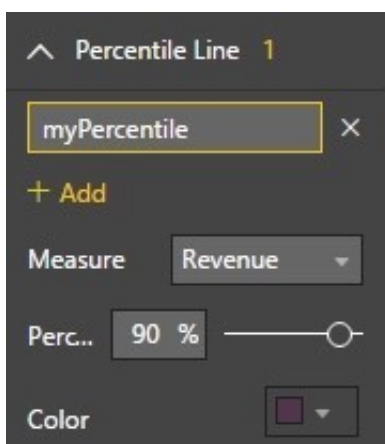 Percentile Line 1
myPercentile
+ Add
Measure Revenue
Perc... 90 %
Color